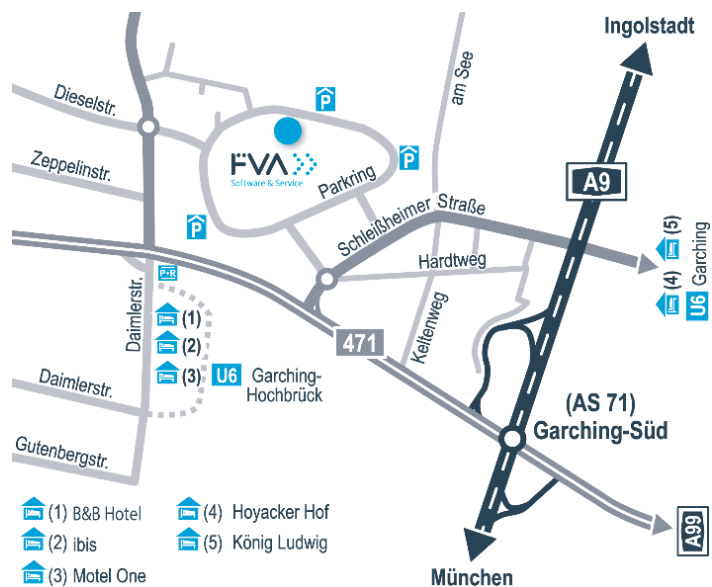 Ingolstadt
Dieselstr.
P
am See
FVA
Software & Service
P
A9
Zeppelinstr.
Parkring
P
Schleißheimer Straße
(5)
Garching
(4)
U6
Hardtweg
P+R
Daimlerstr.
(1)
(2)
(3)
U6
Garching-
Hochbrück
471
Keltenweg
Daimlerstr.
(AS 71)
Garching-Süd
Gutenbergstr.
(1) B&B Hotel
(2) ibis
(3) Motel One
(4) Hoyacker Hof
(5) König Ludwig
A99
München